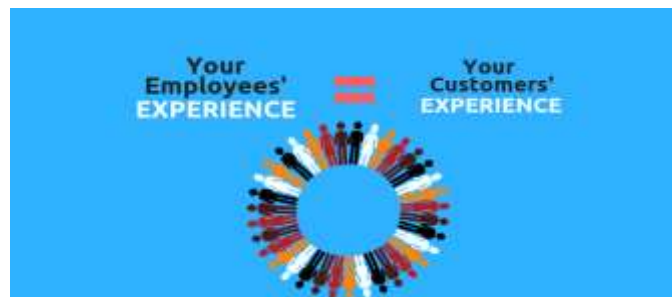 Your
Employees'
EXPERIENCE
=
Your
Customers'
EXPERIENCE